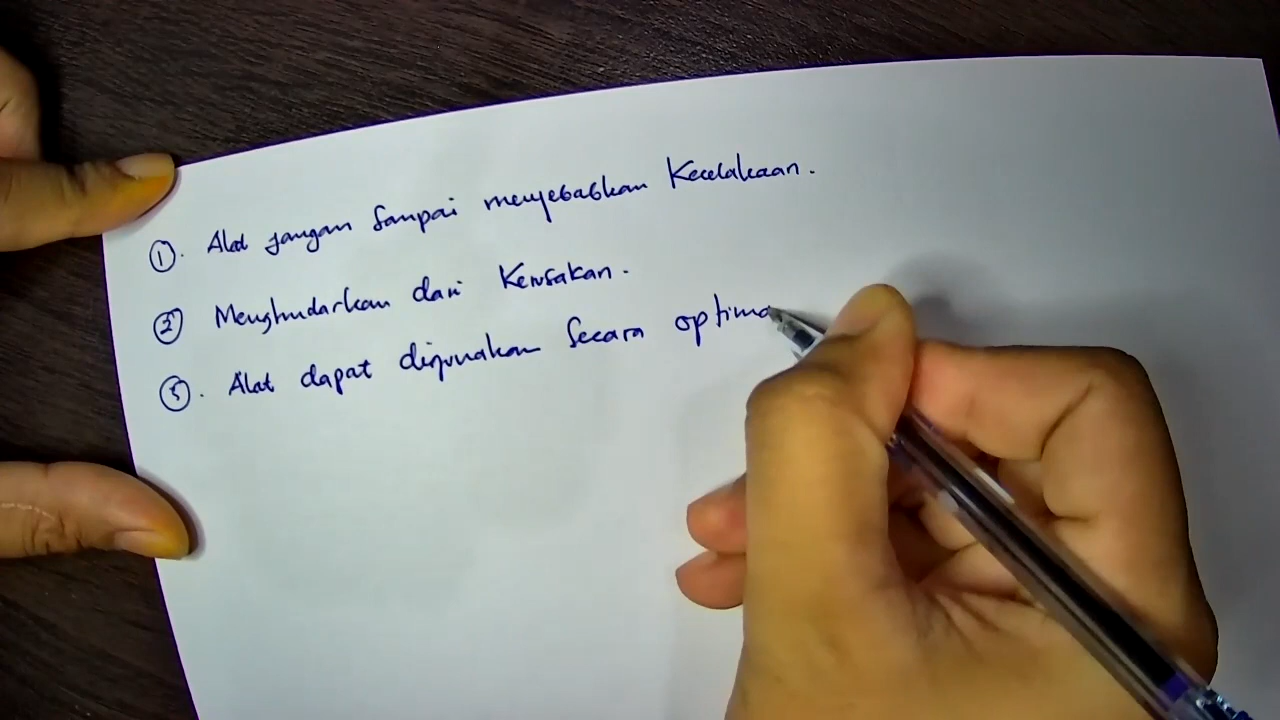 ①. Alat jangan sampai menyebabkan Kecelakaan.
② Menghindarkan dari Kerusakan.
③. Alat dapat digunakan Secara optima